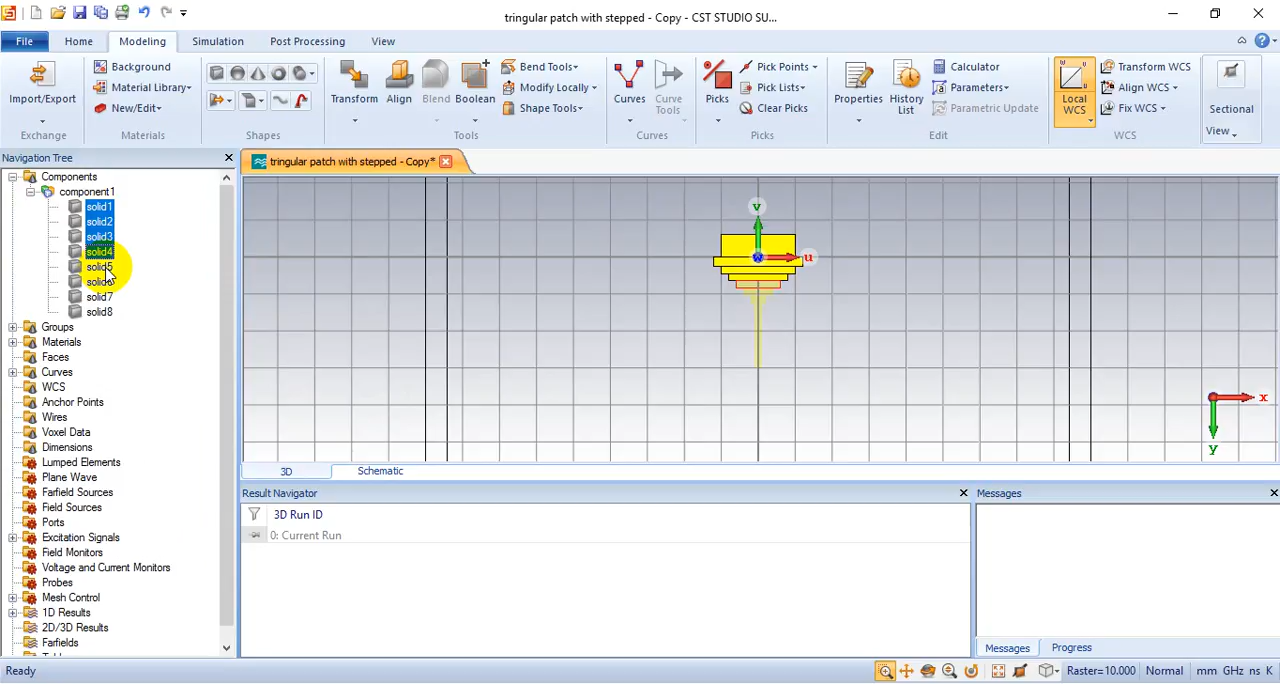 tringular patch with stepped - Copy - CST STUDIO SU...
File Home Modeling Simulation Post Processing View
Import/Export
Exchange
Background
Material Library
New/Edit
Materials
Shapes
Transform Align Blend Boolean
Bend Tools
Modify Locally
Shape Tools
Tools
Curves Curve Tools
Curves
Picks
Pick Points
Pick Lists
Clear Picks
Picks
Properties History List
Calculator
Parameters
Parametric Update
Edit
Local WCS
Transform WCS
Align WCS
Fix WCS
WCS
Sectional
View
Navigation Tree
Components
component1
solid1
solid2
solid3
solid4
solid5
solid6
solid7
solid8
Groups
Materials
Faces
Curves
WCS
Anchor Points
Wires
Voxel Data
Dimensions
Lumped Elements
Plane Wave
Farfield Sources
Field Sources
Ports
Excitation Signals
Field Monitors
Voltage and Current Monitors
Probes
Mesh Control
1D Results
2D/3D Results
Farfields
tringular patch with stepped - Copy*
v
u
w
x
y
3D Schematic
Result Navigator
3D Run ID
0: Current Run
Messages
Messages Progress
Ready
Raster=10.000 Normal mm GHz ns K